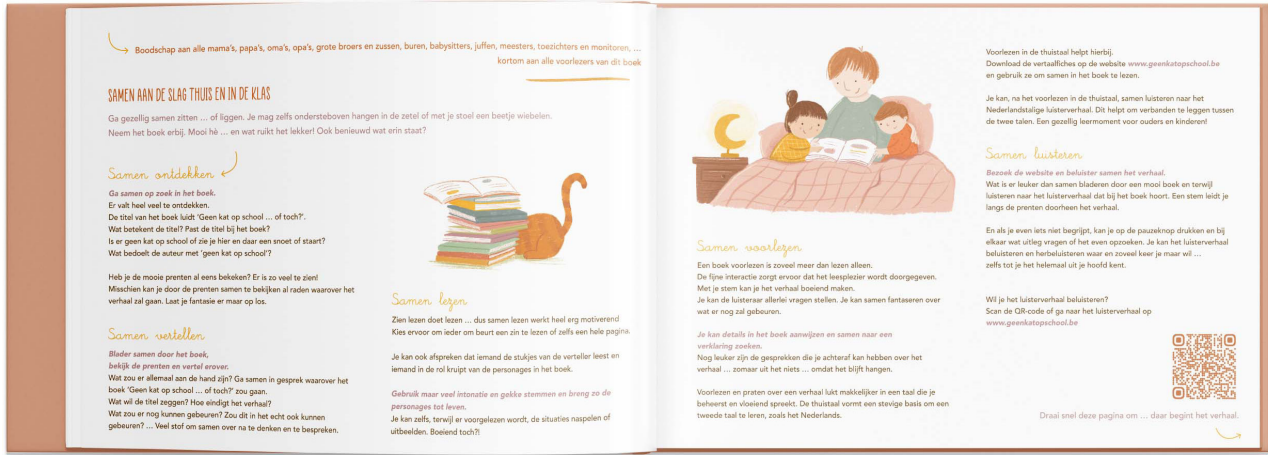 Boodschap aan alle mama's, papa's, oma's, opa's, grote broers en zussen, buren, babysitters, juffen, meesters, toezichters en monitoren, ...
kortom aan alle voorlezers van dit boek
SAMEN AAN DE SLAG THUIS EN IN DE KLAS
Ga gezellig samen zitten ... of liggen. Je mag zelfs ondersteboven hangen in de zetel of met je stoel een beetje wiebelen.
Neem het boek erbij. Mooi hè ... en wat ruikt het lekker! Ook benieuwd wat erin staat?
Samen ontdekken
Ga samen op zoek in het boek.
Er valt heel veel te ontdekken.
De titel van het boek luidt 'Geen kat op school ... of toch?'.
Wat betekent de titel? Past de titel bij het boek?
Is er geen kat op school of zie je hier en daar een snoet of staart?
Wat bedoelt de auteur met 'geen kat op school'?
Heb je de mooie prenten al eens bekeken? Er is zo veel te zien!
Misschien kan je door de prenten samen te bekijken al raden waarover het
verhaal zal gaan. Laat je fantasie er maar op los.
Samen vertellen
Blader samen door het boek,
bekijk de prenten en vertel erover.
Wat zou er allemaal aan de hand zijn? Ga samen in gesprek waarover het
boek 'Geen kat op school ... of toch?' zou gaan.
Wat wil de titel zeggen? Hoe eindigt het verhaal?
Wat zou er nog kunnen gebeuren? Zou dit in het echt ook kunnen
gebeuren? ... Veel stof om samen over na te denken en te bespreken.
Samen lezen
Zien lezen doet lezen ... dus samen lezen werkt heel erg motiverend
Kies ervoor om ieder om beurt een zin te lezen of zelfs een hele pagina.
Je kan ook afspreken dat iemand de stukjes van de verteller leest en
iemand in de rol kruipt van de personages in het boek.
Gebruik maar veel intonatie en gekke stemmen en breng zo de
personages tot leven.
Je kan zelfs, terwijl er voorgelezen wordt, de situaties naspelen of
uitbeelden. Boeiend toch?!
Samen voorlezen
Een boek voorlezen is zoveel meer dan lezen alleen.
De fijne interactie zorgt ervoor dat het leesplezier wordt doorgegeven.
Met je stem kan je het verhaal boeiend maken.
Je kan de luisteraar allerlei vragen stellen. Je kan samen fantaseren over
wat er nog zal gebeuren.
Je kan details in het boek aanwijzen en samen naar een
verklaring zoeken.
Nog leuker zijn de gesprekken die je achteraf kan hebben over het
verhaal ... zomaar uit het niets ... omdat het blijft hangen.
Voorlezen en praten over een verhaal lukt makkelijker in een taal die je
beheerst en vloeiend spreekt. De thuistaal vormt een stevige basis om een
tweede taal te leren, zoals het Nederlands.
Voorlezen in de thuistaal helpt hierbij.
Download de vertaalfiches op de website www.geenkatopschool.be
en gebruik ze om samen in het boek te lezen.
Je kan, na het voorlezen in de thuistaal, samen luisteren naar het
Nederlandstalige luisterverhaal. Dit helpt om verbanden te leggen tussen
de twee talen. Een gezellig leermoment voor ouders en kinderen!
Samen luisteren
Bezoek de website en beluister samen het verhaal.
Wat is er leuker dan samen bladeren door een mooi boek en terwijl
luisteren naar het luisterverhaal dat bij het boek hoort. Een stem leidt je
langs de prenten doorheen het verhaal.
En als je even iets niet begrijpt, kan je op de pauzeknop drukken en bij
elkaar wat uitleg vragen of het even opzoeken. Je kan het luisterverhaal
beluisteren en herbeluisteren waar en zoveel keer je maar wil ...
zelfs tot je het helemaal uit je hoofd kent.
Wil je het luisterverhaal beluisteren?
Scan de QR-code of ga naar het luisterverhaal op
www.geenkatopschool.be
Draai snel deze pagina om ... daar begint het verhaal.